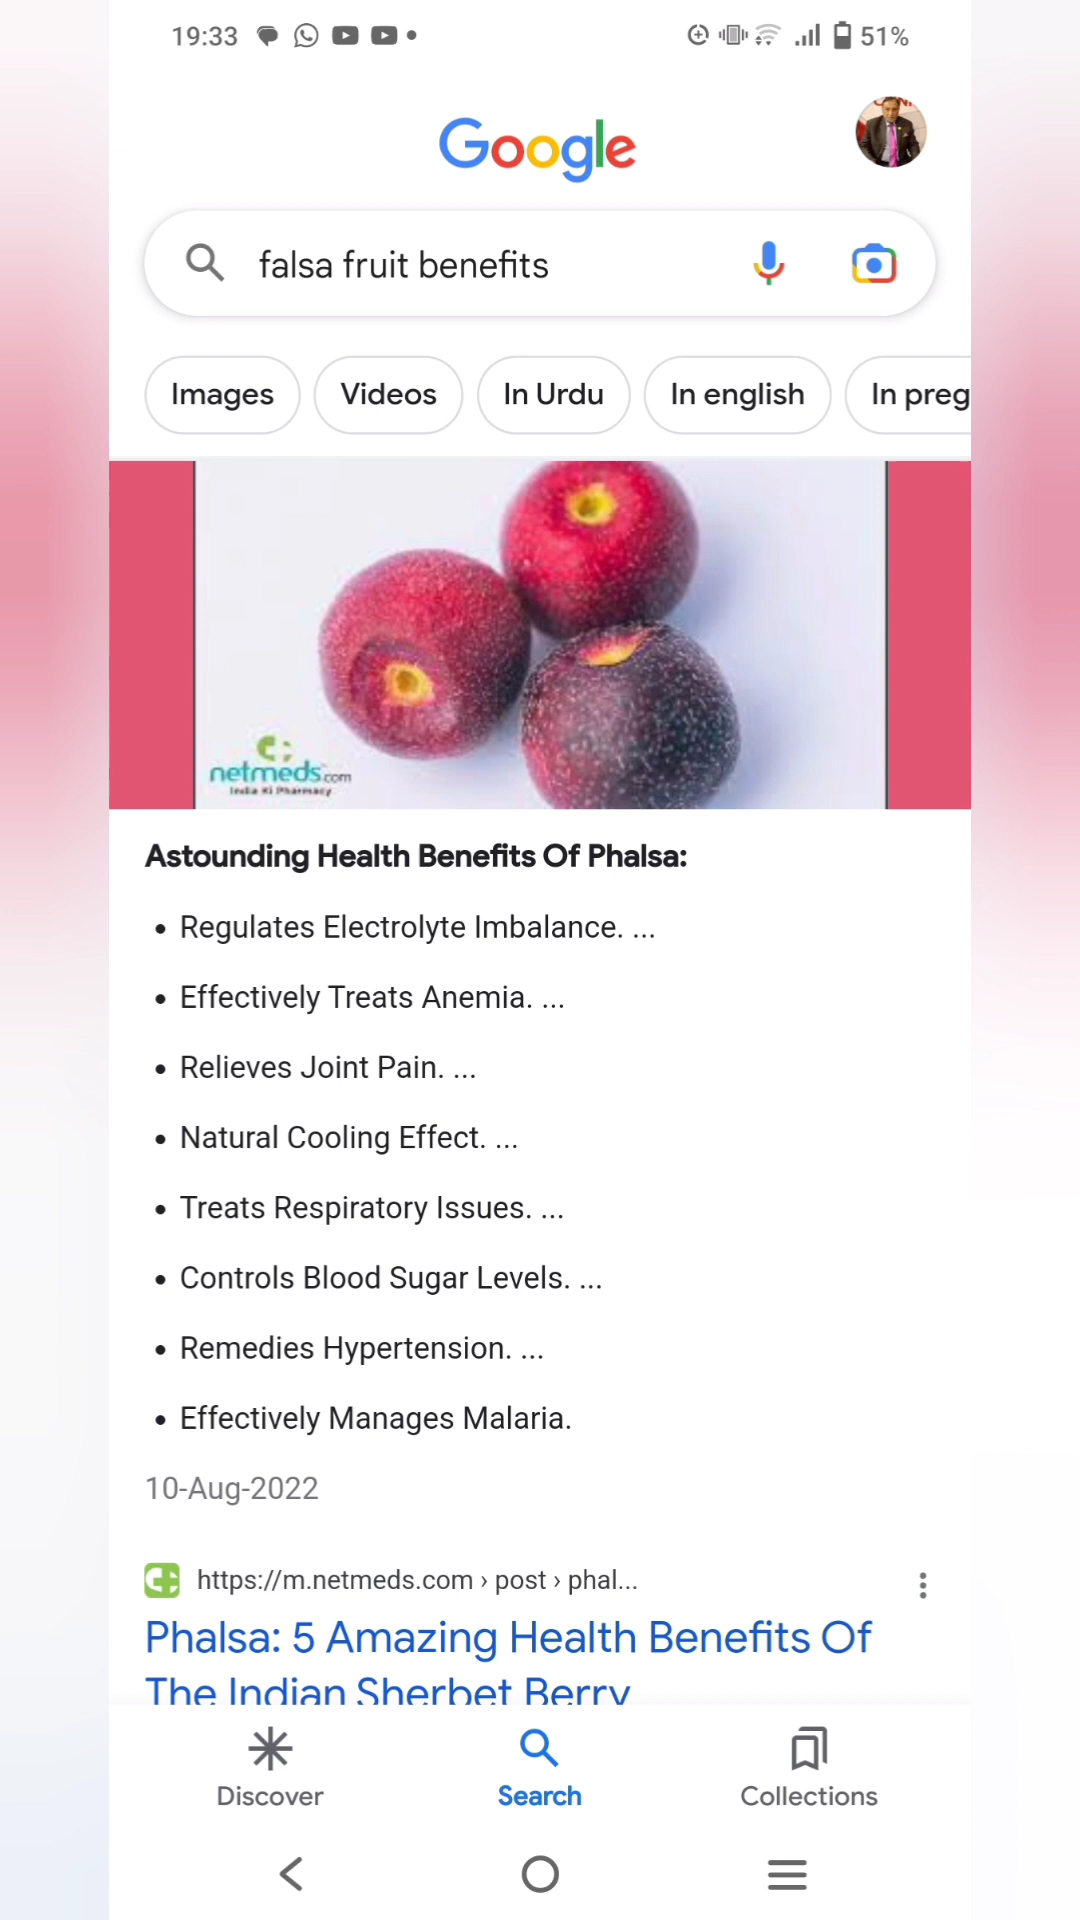 19:33
51%
Google
falsa fruit benefits
Images Videos In Urdu In english In preg
netmeds.com
India Ki Pharmacy
Astounding Health Benefits Of Phalsa:
• Regulates Electrolyte Imbalance. ...
• Effectively Treats Anemia. ...
• Relieves Joint Pain. ...
• Natural Cooling Effect. ...
• Treats Respiratory Issues. ...
• Controls Blood Sugar Levels. ...
• Remedies Hypertension. ...
• Effectively Manages Malaria.
10-Aug-2022
https://m.netmeds.com › post › phal...
Phalsa: 5 Amazing Health Benefits Of
The Indian Sherbet Berry
Discover Search Collections